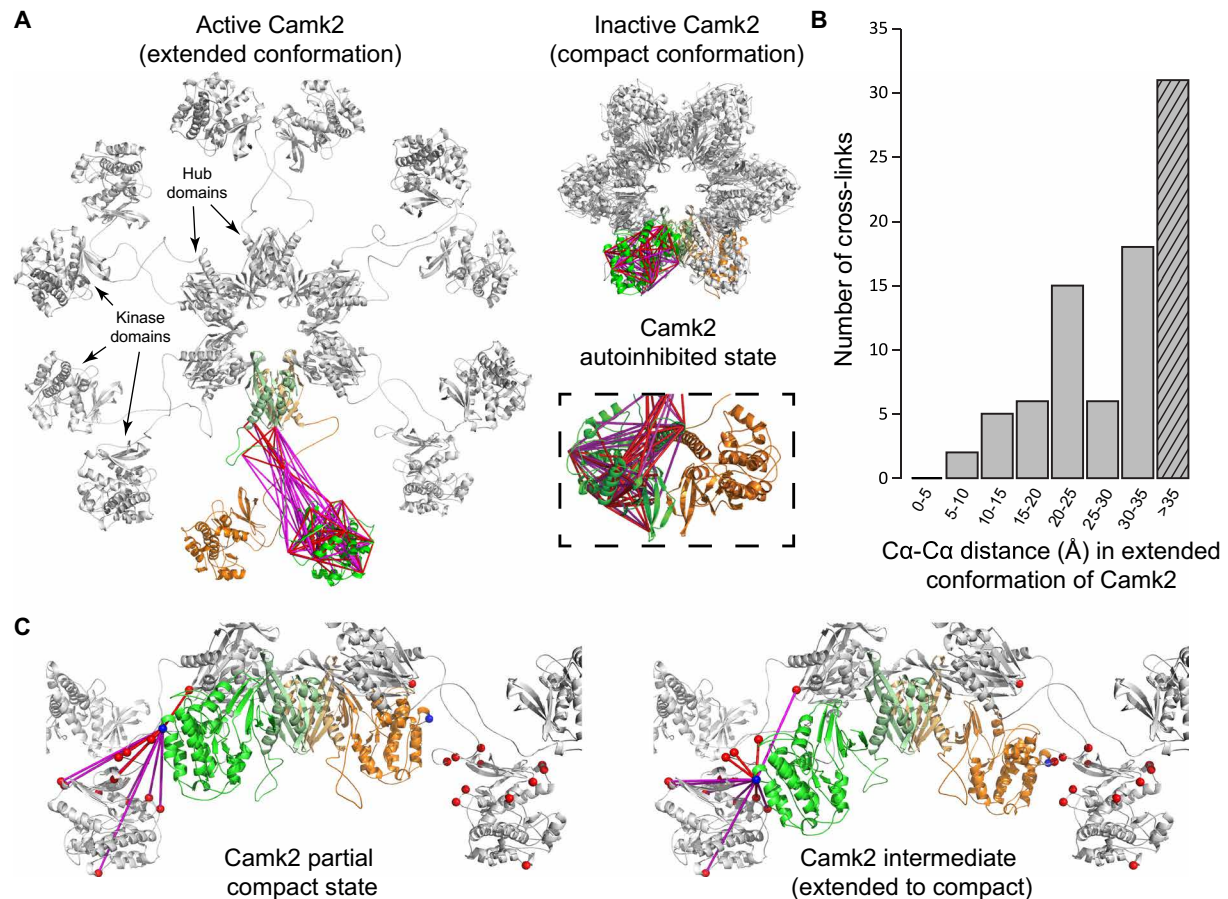 A
Active Camk2
(extended conformation)
Hub
domains
Kinase
domains
Inactive Camk2
(compact conformation)
Camk2
autoinhibited state
B
Number of cross-links
35
30
25
20
15
10
5
0
0-5
5-10
10-15
15-20
20-25
25-30
30-35
>35
Cα-Cα distance (Å) in extended
conformation of Camk2
C
Camk2 partial
compact state
Camk2 intermediate
(extended to compact)